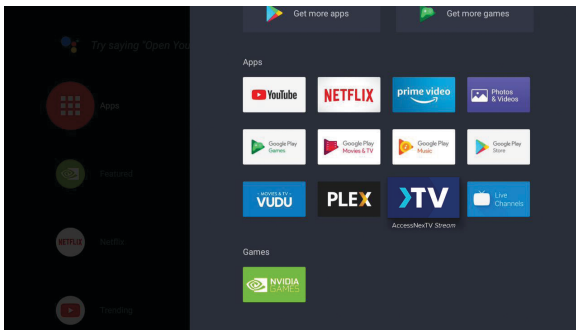 Get more apps
Get more games
Try saying "Open You
Apps
Apps
YouTube
NETFLIX
prime video
Photos
& Videos
Google Play
Games
Google Play
Movies & TV
Google Play
Music
Google Play
Store
Featured
MOVIES & TV
VUDU
PLEX
TV
AccessNexTV Stream
Live
Channels
NETFLIX
Netflix
Games
NVIDIA
GAMES
Trending